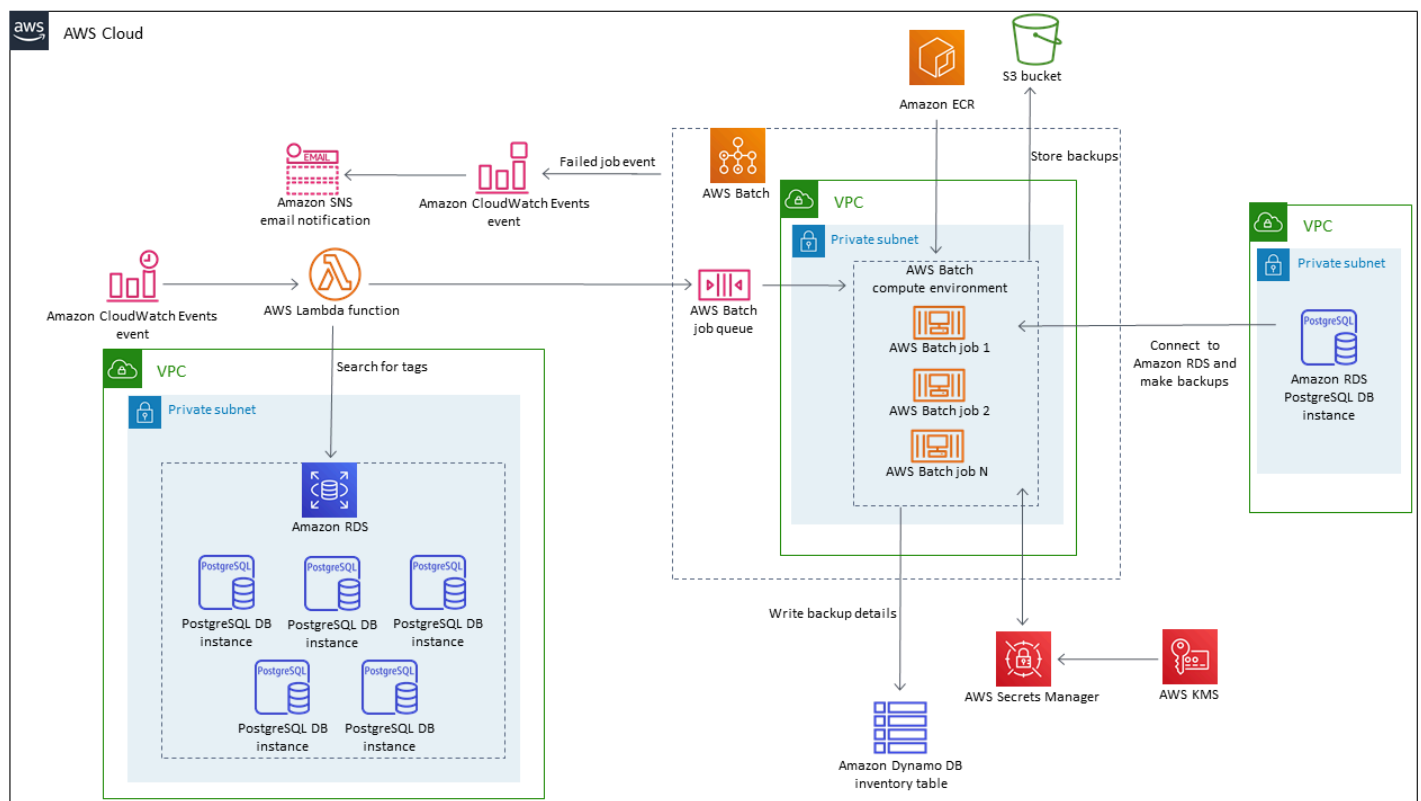 aws
AWS Cloud
S3 bucket
Amazon ECR
Store backups
EMAIL
Failed job event
AWS Batch
Amazon SNS
email notification
Amazon CloudWatch Events
event
VPC
Private subnet
VPC
Private subnet
AWS Batch
compute environment
Amazon CloudWatch Events
event
AWS Lambda function
AWS Batch
job queue
AWS Batch job 1
AWS Batch job 2
AWS Batch job N
Connect to
Amazon RDS and
make backups
PostgreSQL
Amazon RDS
PostgreSQL DB
instance
Search for tags
VPC
Private subnet
Amazon RDS
PostgreSQL
PostgreSQL DB
instance
PostgreSQL
PostgreSQL DB
instance
PostgreSQL
PostgreSQL DB
instance
PostgreSQL
PostgreSQL DB
instance
PostgreSQL
PostgreSQL DB
instance
Write backup details
AWS Secrets Manager
AWS KMS
Amazon Dynamo DB
inventory table